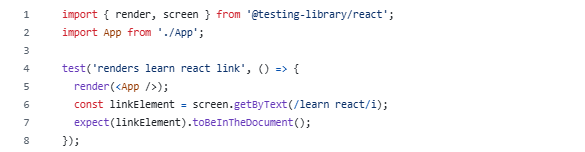 1 import { render, screen } from '@testing-library/react';
2 import App from './App';
3
4 test('renders learn react link', () => {
5   render(<App />);
6   const linkElement = screen.getByText(/learn react/i);
7   expect(linkElement).toBeInTheDocument();
8 });